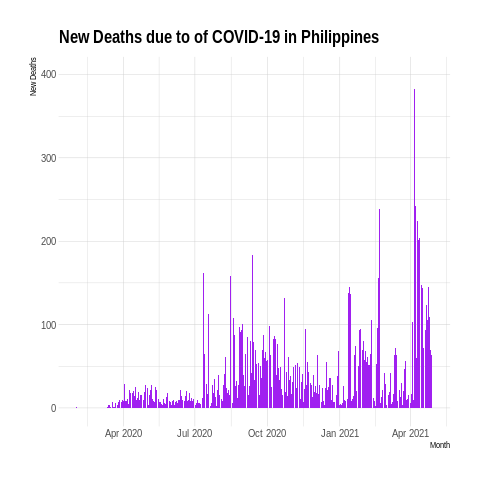 New Deaths due to of COVID-19 in Philippines
New Deaths
400
300
200
100
0
Apr 2020 Jul 2020 Oct 2020 Jan 2021 Apr 2021
Month